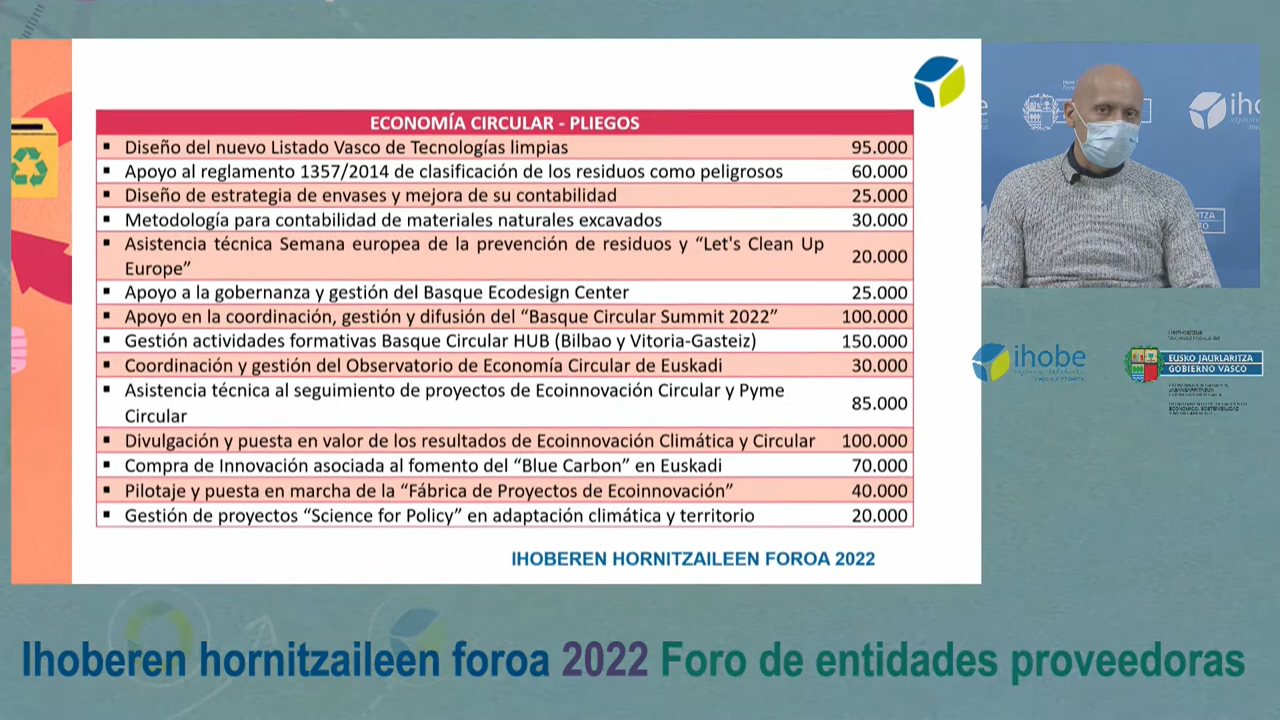 ECONOMÍA CIRCULAR - PLIEGOS
▪ Diseño del nuevo Listado Vasco de Tecnologías limpias 95.000
▪ Apoyo al reglamento 1357/2014 de clasificación de los residuos como peligrosos 60.000
▪ Diseño de estrategia de envases y mejora de su contabilidad 25.000
▪ Metodología para contabilidad de materiales naturales excavados 30.000
▪ Asistencia técnica Semana europea de la prevención de residuos y “Let's Clean Up
Europe” 20.000
▪ Apoyo a la gobernanza y gestión del Basque Ecodesign Center 25.000
▪ Apoyo en la coordinación, gestión y difusión del “Basque Circular Summit 2022” 100.000
▪ Gestión actividades formativas Basque Circular HUB (Bilbao y Vitoria-Gasteiz) 150.000
▪ Coordinación y gestión del Observatorio de Economía Circular de Euskadi 30.000
▪ Asistencia técnica al seguimiento de proyectos de Ecoinnovación Circular y Pyme
Circular 85.000
▪ Divulgación y puesta en valor de los resultados de Ecoinnovación Climática y Circular 100.000
▪ Compra de Innovación asociada al fomento del “Blue Carbon” en Euskadi 70.000
▪ Pilotaje y puesta en marcha de la “Fábrica de Proyectos de Ecoinnovación” 40.000
▪ Gestión de proyectos “Science for Policy” en adaptación climática y territorio 20.000
IHOBEREN HORNITZAILEEN FOROA 2022
ihobe
EUSKO JAURLARITZA
GOBIERNO VASCO
Ihoberen hornitzaileen foroa 2022 Foro de entidades proveedoras